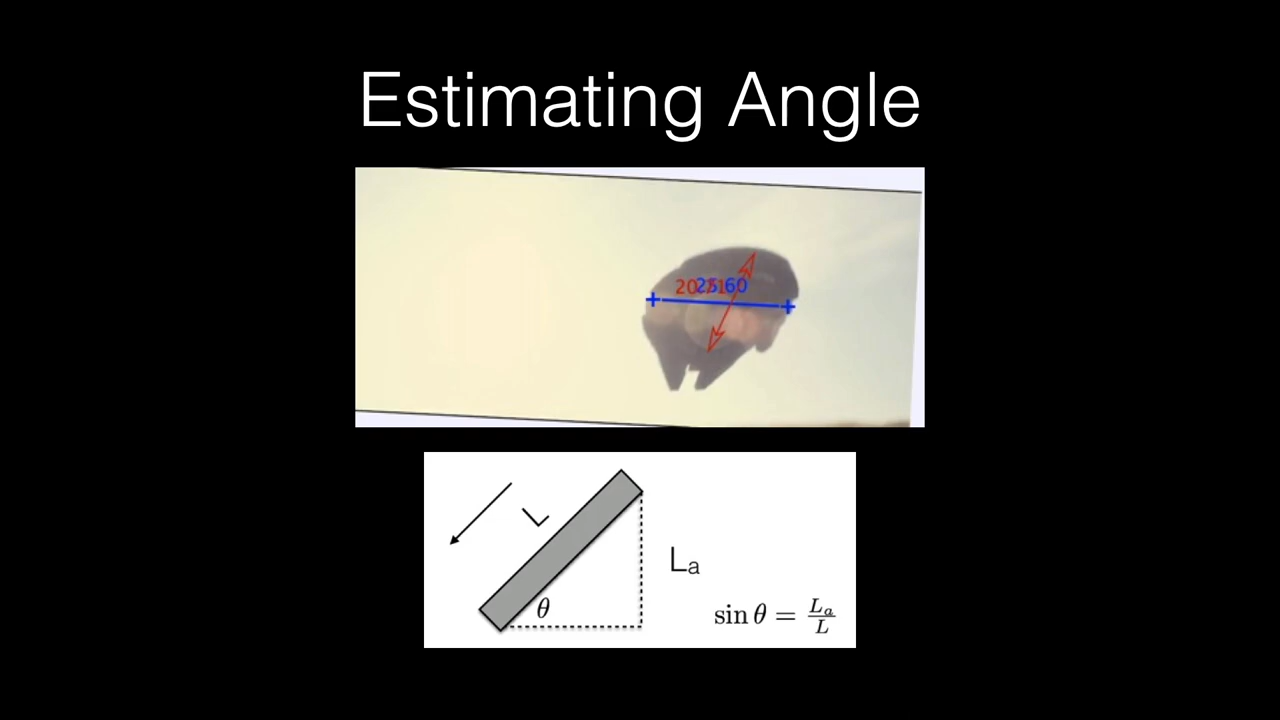 Estimating Angle
L
La
θ
sin θ = La/L